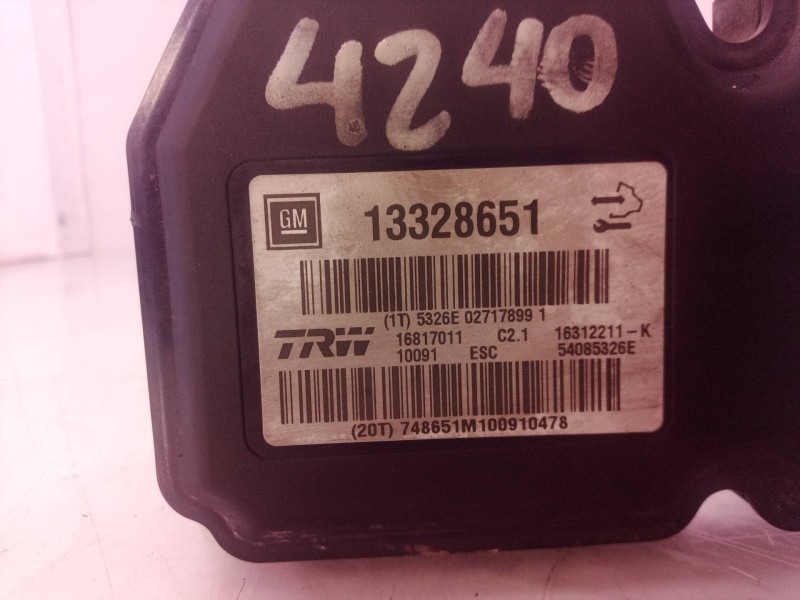 4240
GM 13328651
(1T) 5326E 02717899 1
TRW 16817011 C2.1 16312211-K
10091 ESC 54085326E
(20T) 748651M100910478